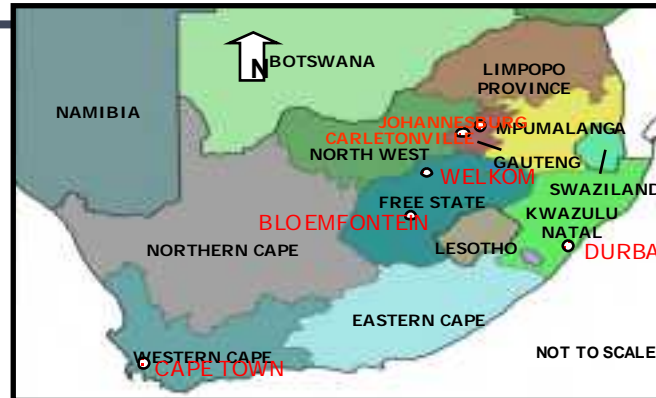 N
BOTSWANA
LIMPOPO
PROVINCE
NAMIBIA
JOHANNESBURG
MPUMALANGA
CARLETONVILLE
NORTH WEST
GAUTENG
WELKOM
SWAZILAND
FREE STATE
KWAZULU
NATAL
BLOEMFONTEIN
NORTHERN CAPE
LESOTHO
DURBA
EASTERN CAPE
NOT TO SCALE
WESTERN CAPE
CAPE TOWN